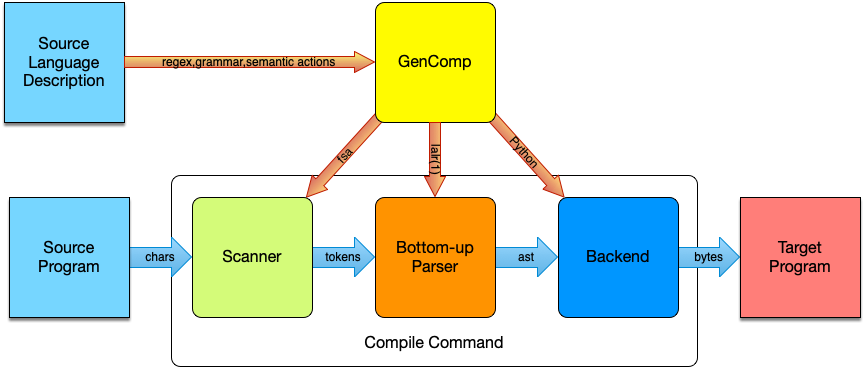 Source
Language
Description
regex,grammar,semantic actions
GenComp
fsa
lalr(1)
Python
Source
Program
chars
Scanner
tokens
Bottom-up
Parser
ast
Backend
bytes
Target
Program
Compile Command